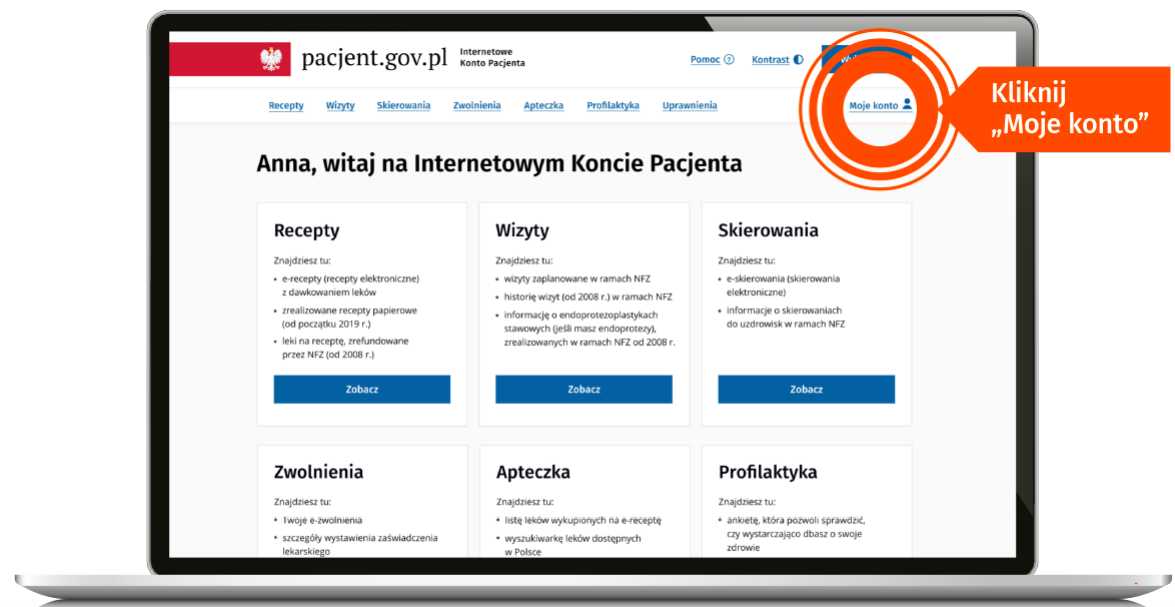 pacjent.gov.pl
Internetowe
Konto Pacjenta
Pomoc
Kontrast
Recepty Wizyty Skierowania Zwolnienia Apteczka Profilaktyka Uprawnienia
Moje konto
Kliknij
„Moje konto”
Anna, witaj na Internetowym Koncie Pacjenta
Recepty
Znajdziesz tu:
• e-recepty (recepty elektroniczne)
z dawkowaniem leków
• zrealizowane recepty papierowe
(od początku 2019 r.)
• leki na receptę, zrefundowane
przez NFZ (od 2008 r.)
Zobacz
Wizyty
Znajdziesz tu:
• wizyty zaplanowane w ramach NFZ
• historię wizyt (od 2008 r.) w ramach NFZ
• informację o endoprotezoplastykach
stawowych (jeśli masz endoprotezy),
zrealizowanych w ramach NFZ od 2008 r.
Zobacz
Skierowania
Znajdziesz tu:
• e-skierowania (skierowania
elektroniczne)
• informacje o skierowaniach
do uzdrowisk w ramach NFZ
Zobacz
Zwolnienia
Znajdziesz tu:
• Twoje e-zwolnienia
• szczegóły wystawienia zaświadczenia
lekarskiego
Apteczka
Znajdziesz tu:
• listę leków wykupionych na e-receptę
• wyszukiwarkę leków dostępnych
w Polsce
Profilaktyka
Znajdziesz tu:
• ankietę, która pozwoli sprawdzić,
czy wystarczająco dbasz o swoje
zdrowie